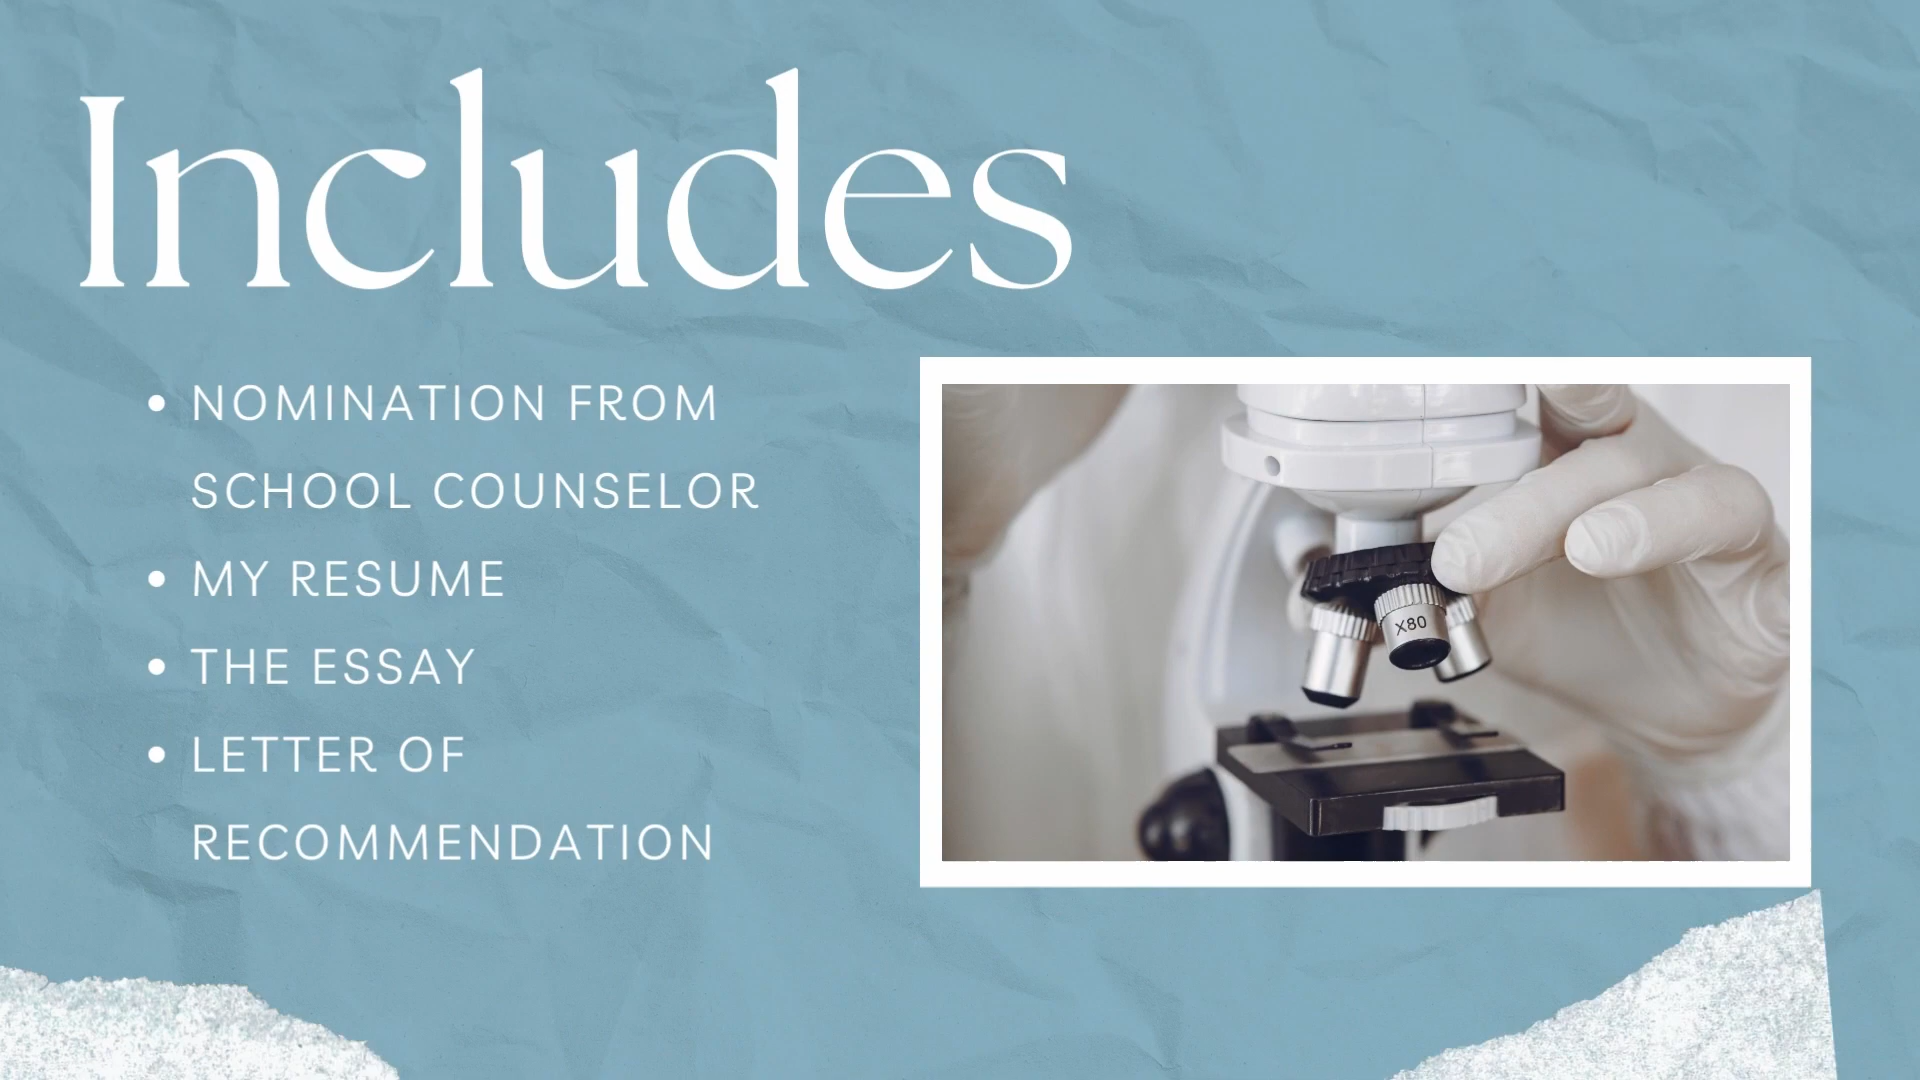 Includes
• NOMINATION FROM
SCHOOL COUNSELOR
• MY RESUME
• THE ESSAY
• LETTER OF
RECOMMENDATION
X80